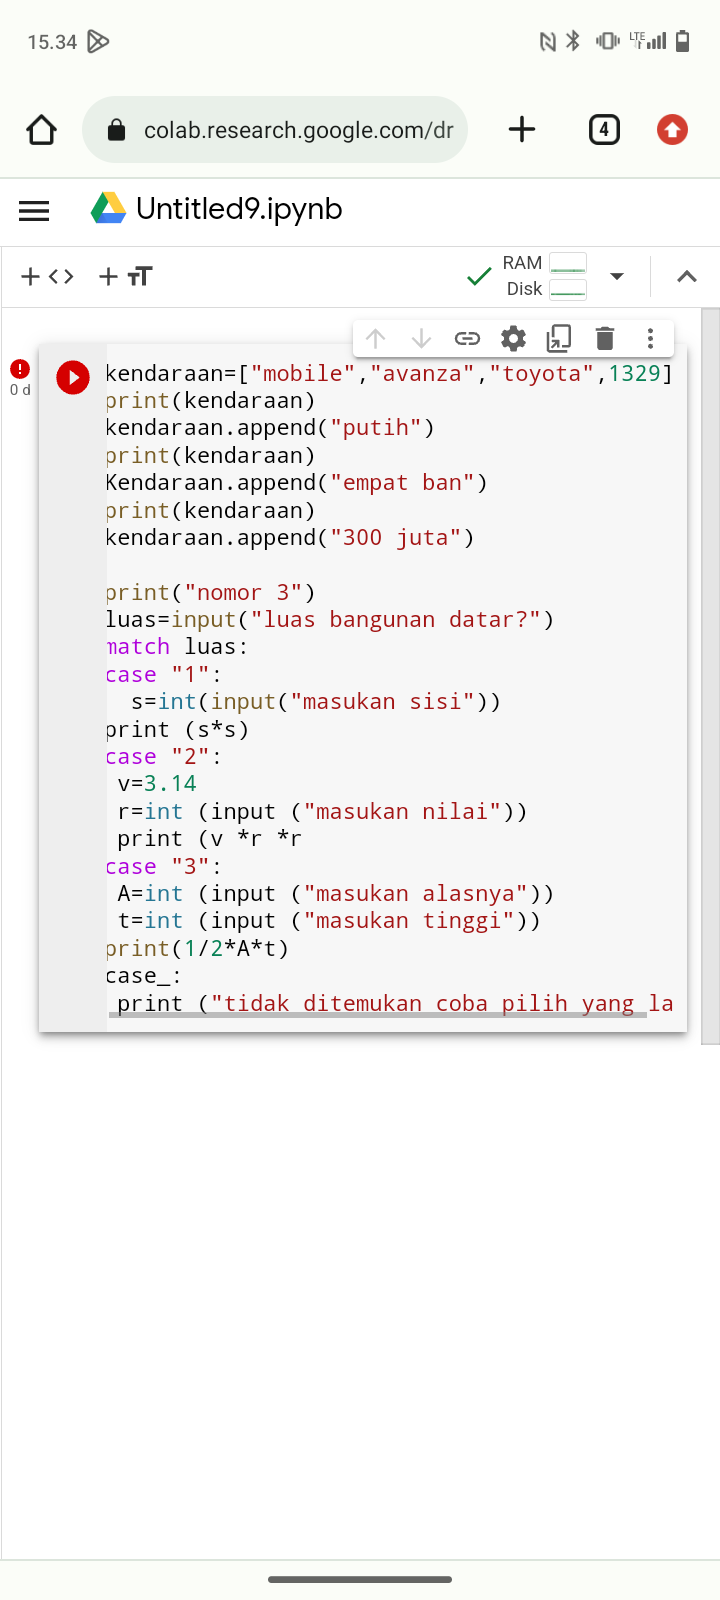 15.34
LTE
colab.research.google.com/dr
4
Untitled9.ipynb
RAM
Disk
0 d
kendaraan=["mobile","avanza","toyota",1329]
print(kendaraan)
kendaraan.append("putih")
print(kendaraan)
Kendaraan.append("empat ban")
print(kendaraan)
kendaraan.append("300 juta")
print("nomor 3")
luas=input("luas bangunan datar?")
match luas:
case "1":
  s=int(input("masukan sisi"))
print (s*s)
case "2":
 v=3.14
 r=int (input ("masukan nilai"))
 print (v *r *r
case "3":
 A=int (input ("masukan alasnya"))
 t=int (input ("masukan tinggi"))
print(1/2*A*t)
case_:
 print ("tidak ditemukan coba pilih yang la